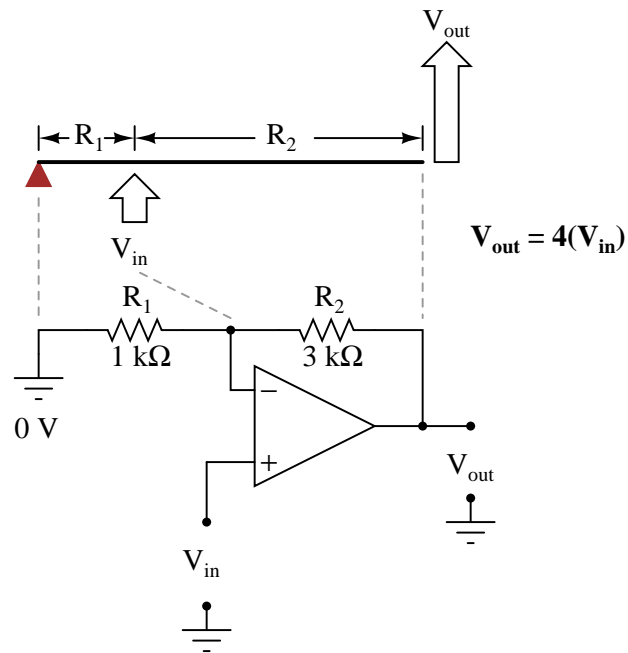 Vout
R1 R2
Vin
Vout = 4(Vin)
R1 R2
1 kΩ 3 kΩ
−
0 V
+
Vout
Vin